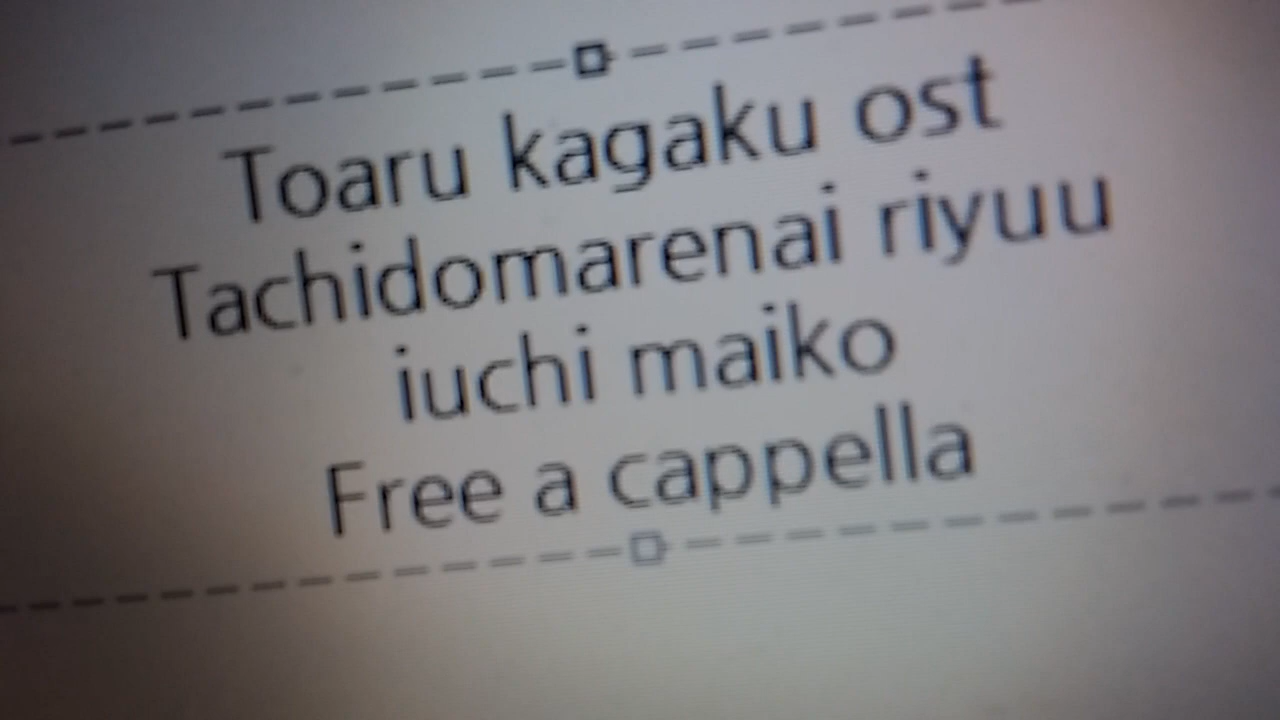 Toaru kagaku ost
Tachidomarenai riyuu
iuchi maiko
Free a cappella